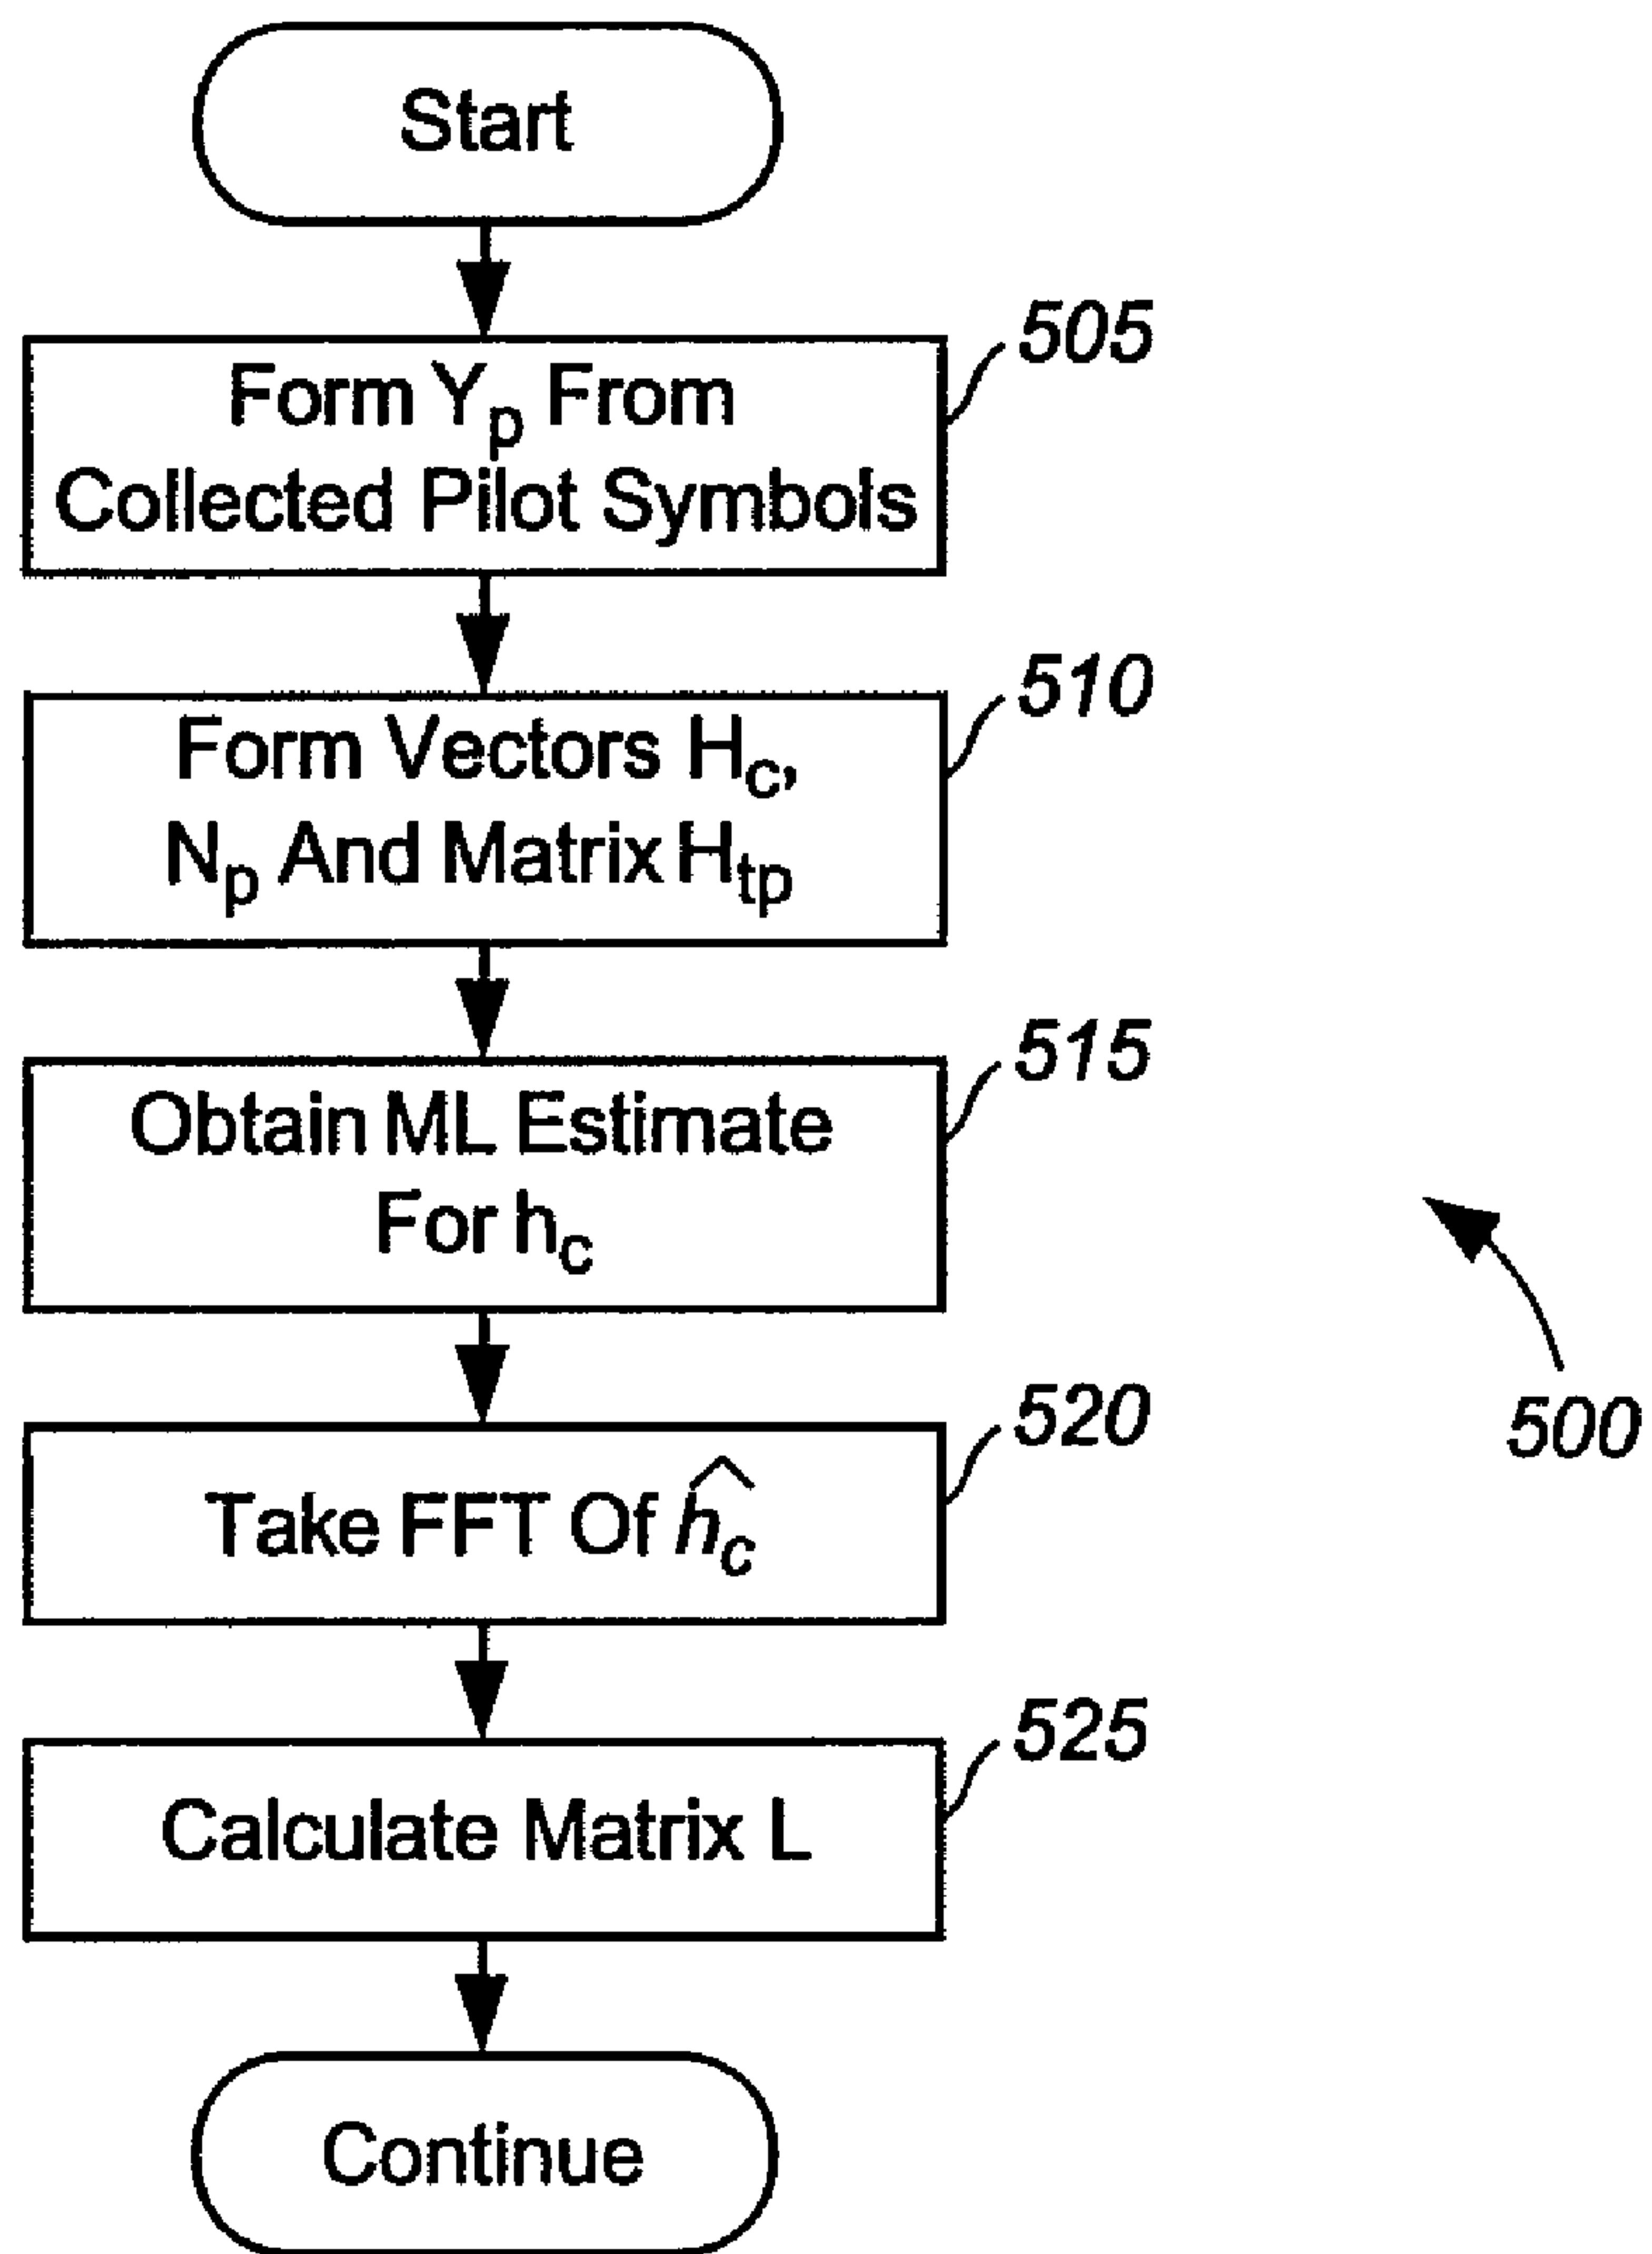 Start
505
Form Yp From
Collected Pilot Symbols
510
Form Vectors Hc,
Np And Matrix Htp
515
Obtain ML Estimate
For hc
520
Take FFT Of ĥc
500
525
Calculate Matrix L
Continue